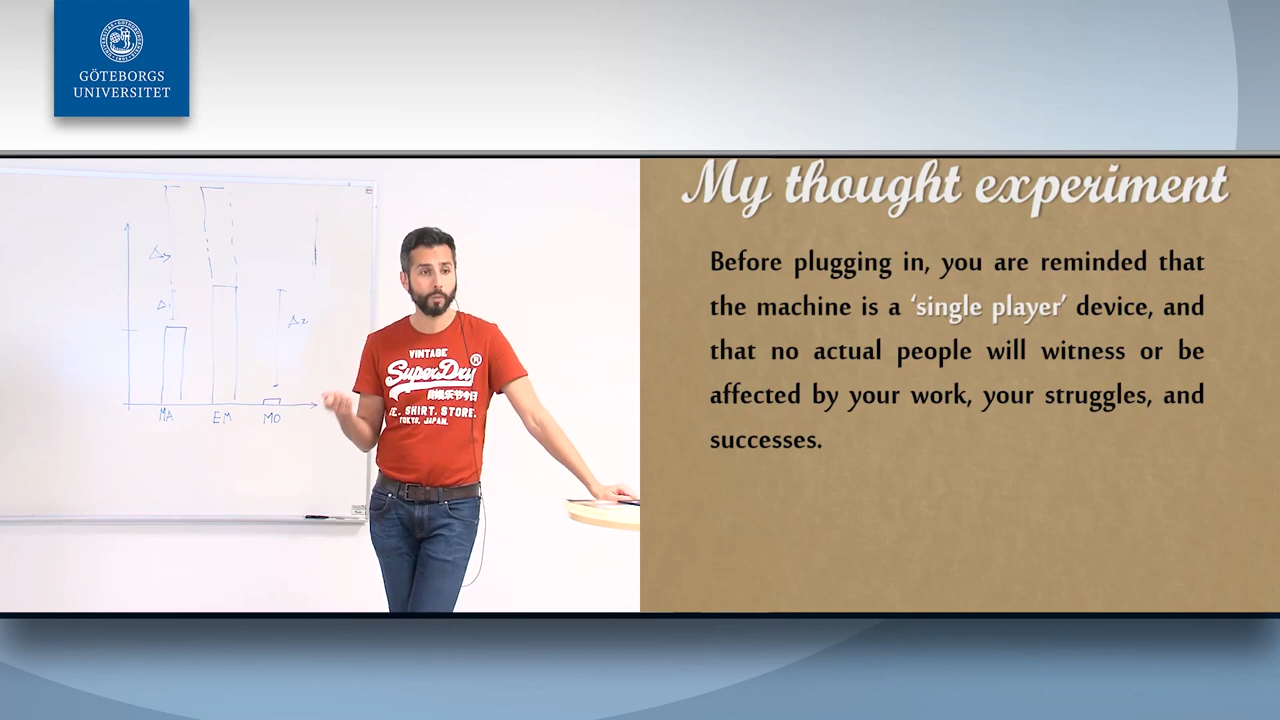 GÖTEBORGS
UNIVERSITET
My thought experiment
Before plugging in, you are reminded that
the machine is a ‘single player’ device, and
that no actual people will witness or be
affected by your work, your struggles, and
successes.
Δ
Δ2
MA
EM
MO
VINTAGE
SuperDry®
T. SHIRT. STORE.
TOKYO, JAPAN.